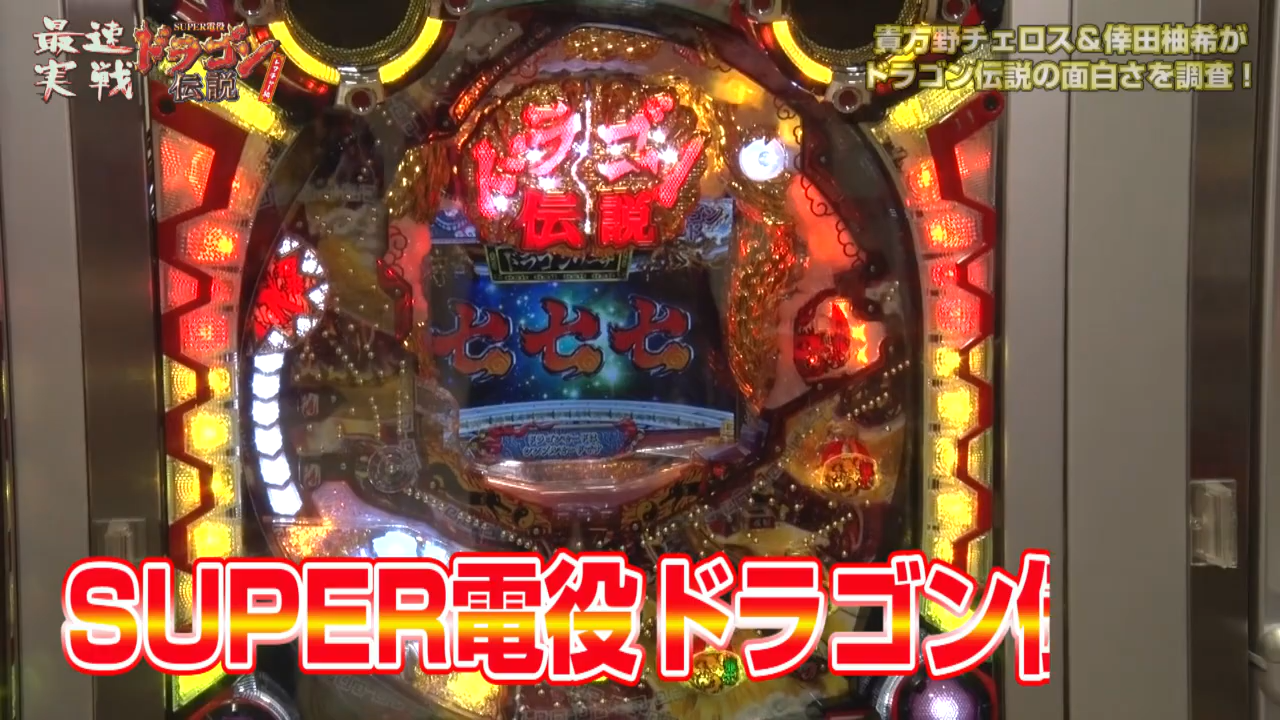 最速
実戦
SUPER電役
ドラゴン
伝説
貴方野チェロス&倖田柚希が
ドラゴン伝説の面白さを調査!
ドラゴン
伝説
七七七
SUPER電役ドラゴン伝